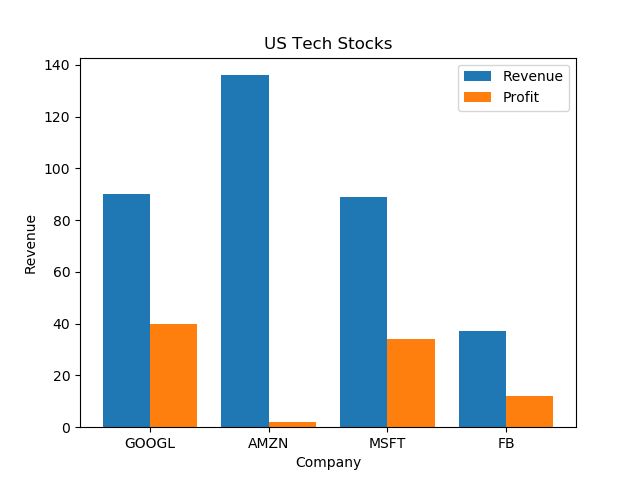 US Tech Stocks
Revenue
Profit
140
120
100
80
60
40
20
0
Revenue
GOOGL AMZN MSFT FB
Company